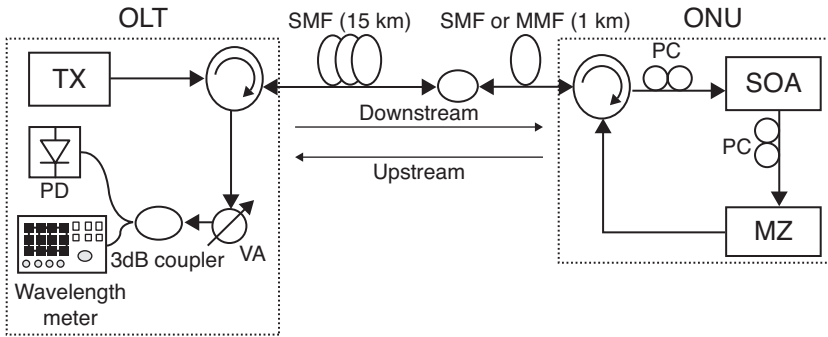 OLT
SMF (15 km)
SMF or MMF (1 km)
ONU
TX
PC
SOA
Downstream
Upstream
PC
PD
MZ
3dB coupler
VA
Wavelength
meter